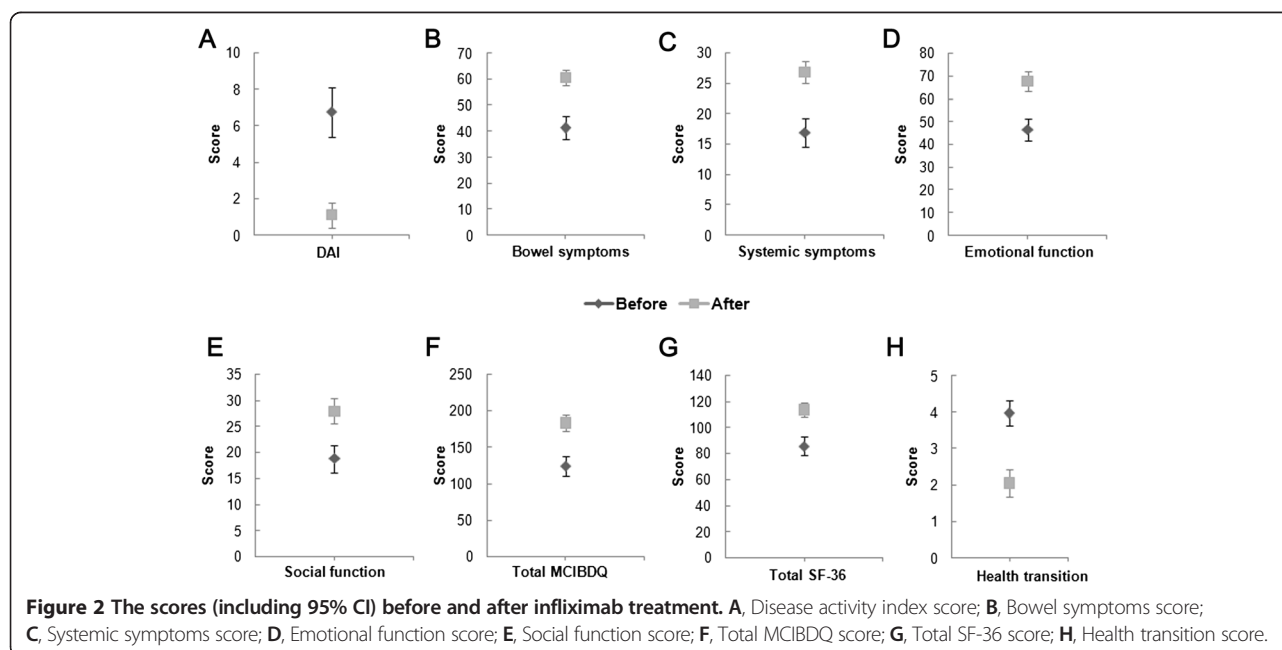 A
10
8
6
4
2
0
Score
DAI
B
70
60
50
40
30
20
10
0
Score
Bowel symptoms
C
30
25
20
15
10
5
0
Score
Systemic symptoms
D
80
70
60
50
40
30
20
10
0
Score
Emotional function
Before After
E
35
30
25
20
15
10
5
0
Score
Social function
F
250
200
150
100
50
0
Score
Total MCIBDQ
G
140
120
100
80
60
40
20
0
Score
Total SF-36
H
5
4
3
2
1
0
Score
Health transition
Figure 2 The scores (including 95% CI) before and after infliximab treatment. A, Disease activity index score; B, Bowel symptoms score;
C, Systemic symptoms score; D, Emotional function score; E, Social function score; F, Total MCIBDQ score; G, Total SF-36 score; H, Health transition score.